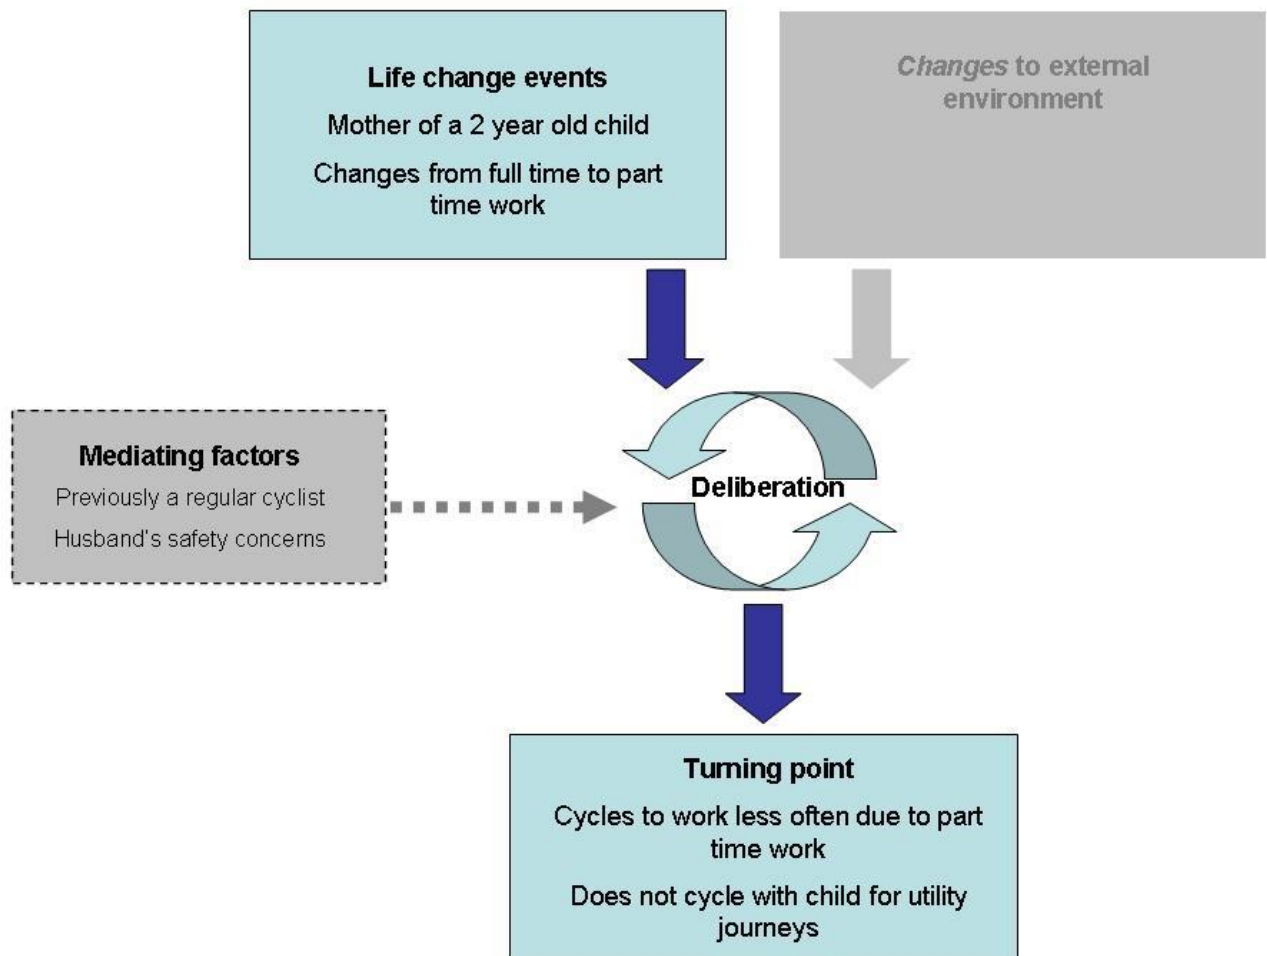 Life change events
Mother of a 2 year old child
Changes from full time to part
time work
Changes to external
environment
Mediating factors
Previously a regular cyclist
Husband's safety concerns
Deliberation
Turning point
Cycles to work less often due to part
time work
Does not cycle with child for utility
journeys